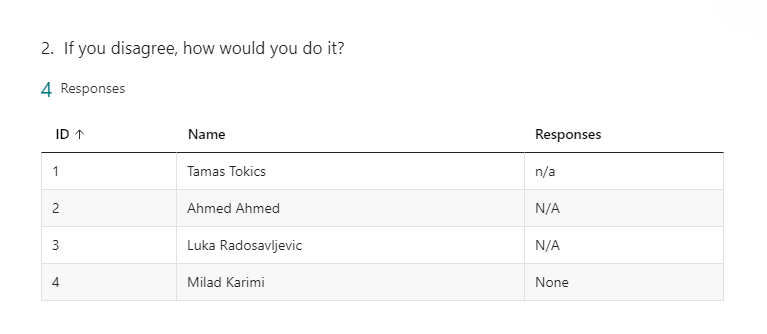 2. If you disagree, how would you do it?
4 Responses
ID ↑ Name Responses
1 Tamas Tokics n/a
2 Ahmed Ahmed N/A
3 Luka Radosavljevic N/A
4 Milad Karimi None